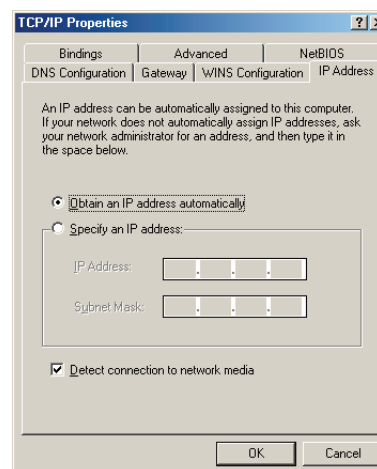 TCP/IP Properties
Bindings Advanced NetBIOS
DNS Configuration Gateway WINS Configuration IP Address
An IP address can be automatically assigned to this computer.
If your network does not automatically assign IP addresses, ask
your network administrator for an address, and then type it in
the space below.
Obtain an IP address automatically
Specify an IP address:
IP Address:
. . .
Subnet Mask:
. . .
Detect connection to network media
OK Cancel